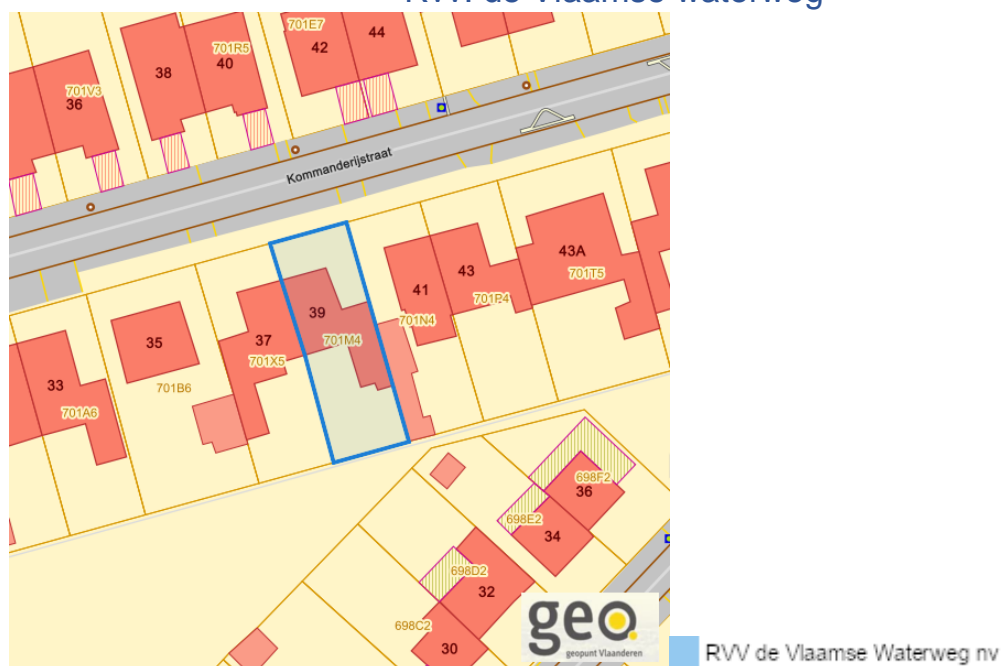 RVV: de Vlaamse waterweg
701E7
44
42
701R5
38
40
701V3
36
Kommanderijstraat
43A
43
701T5
41
701P4
39
701N4
35
37
701M4
701X5
33
701B6
701A6
698F2
36
698E2
34
698D2
32
698C2
30
geo.
geopunt Vlaanderen
RVV de Vlaamse Waterweg nv